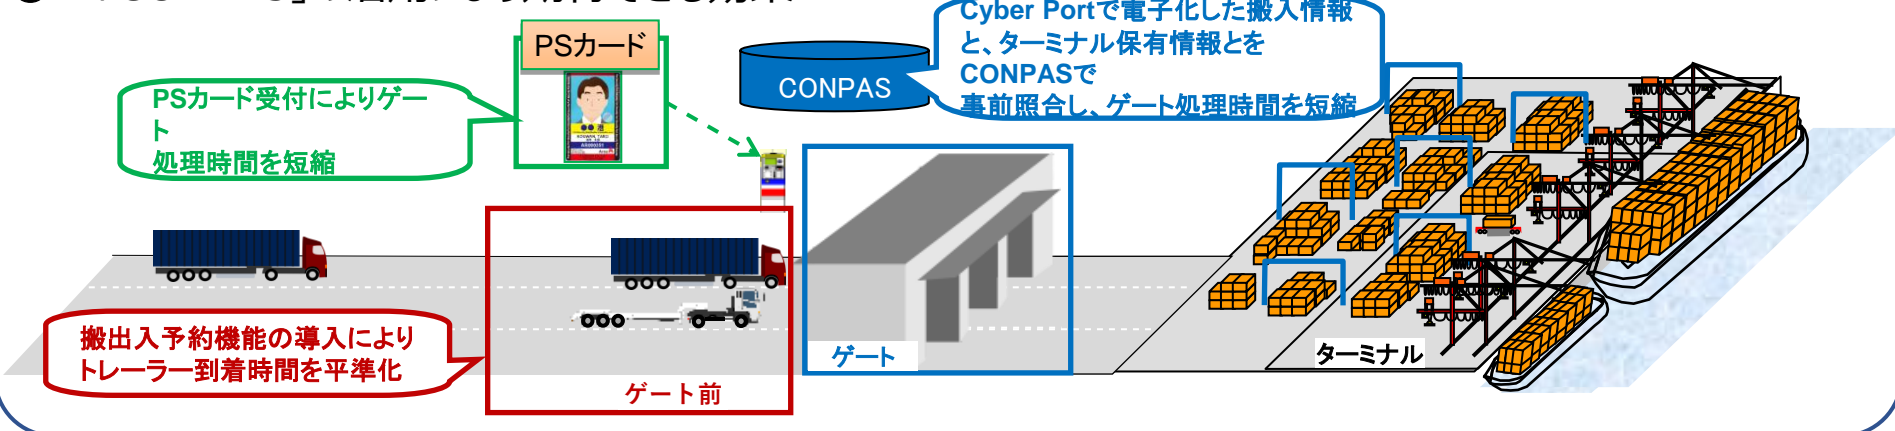 PSカード
CONPAS
Cyber Portで電子化した搬入情報
と、ターミナル保有情報とを
CONPASで
事前照合し、ゲート処理時間を短縮
PSカード受付によりゲー
ト
処理時間を短縮
搬出入予約機能の導入により
トレーラー到着時間を平準化
ゲート前
ゲート
ターミナル